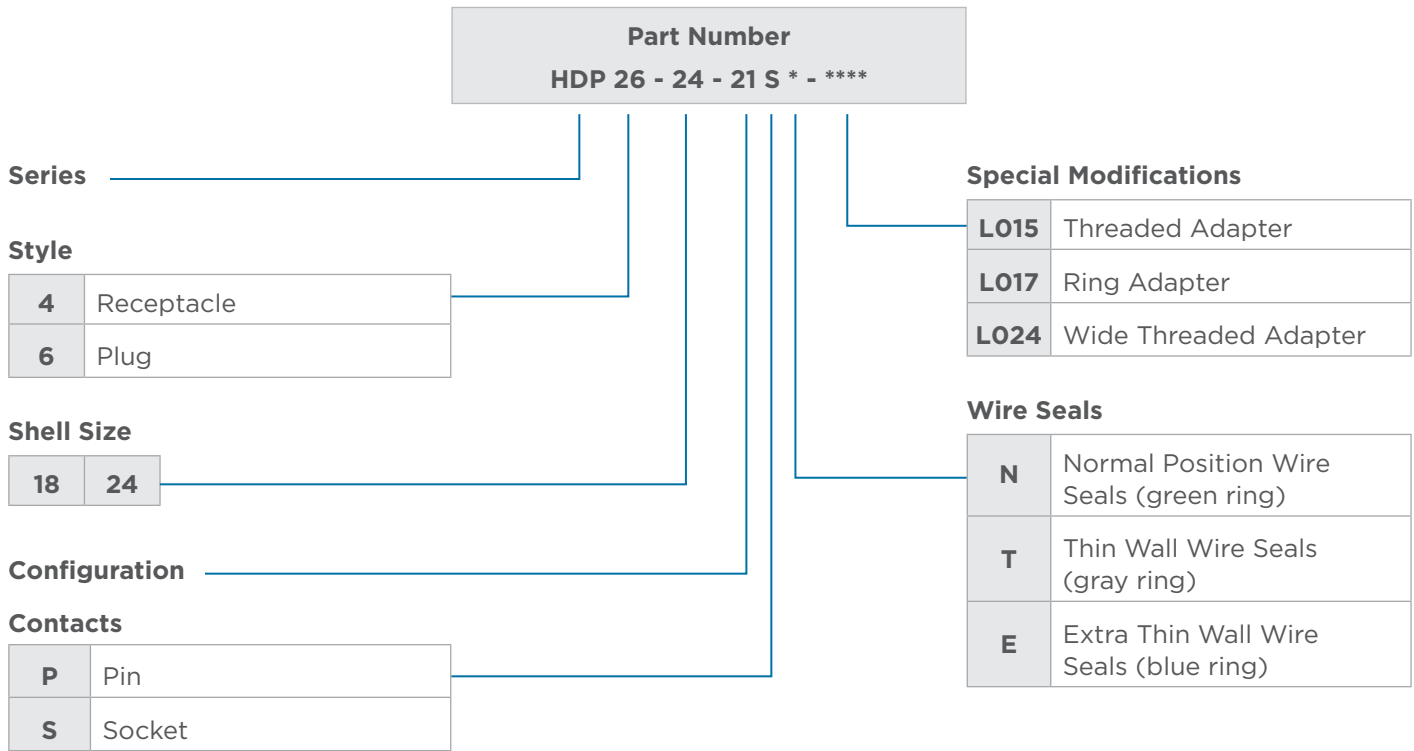 Part Number
HDP 26 - 24 - 21 S * - ****
Series
Style
4 Receptacle
6 Plug
Shell Size
18 24
Configuration
Contacts
P Pin
S Socket
Special Modifications
L015 Threaded Adapter
L017 Ring Adapter
L024 Wide Threaded Adapter
Wire Seals
N Normal Position Wire
Seals (green ring)
T Thin Wall Wire Seals
(gray ring)
E Extra Thin Wall Wire
Seals (blue ring)